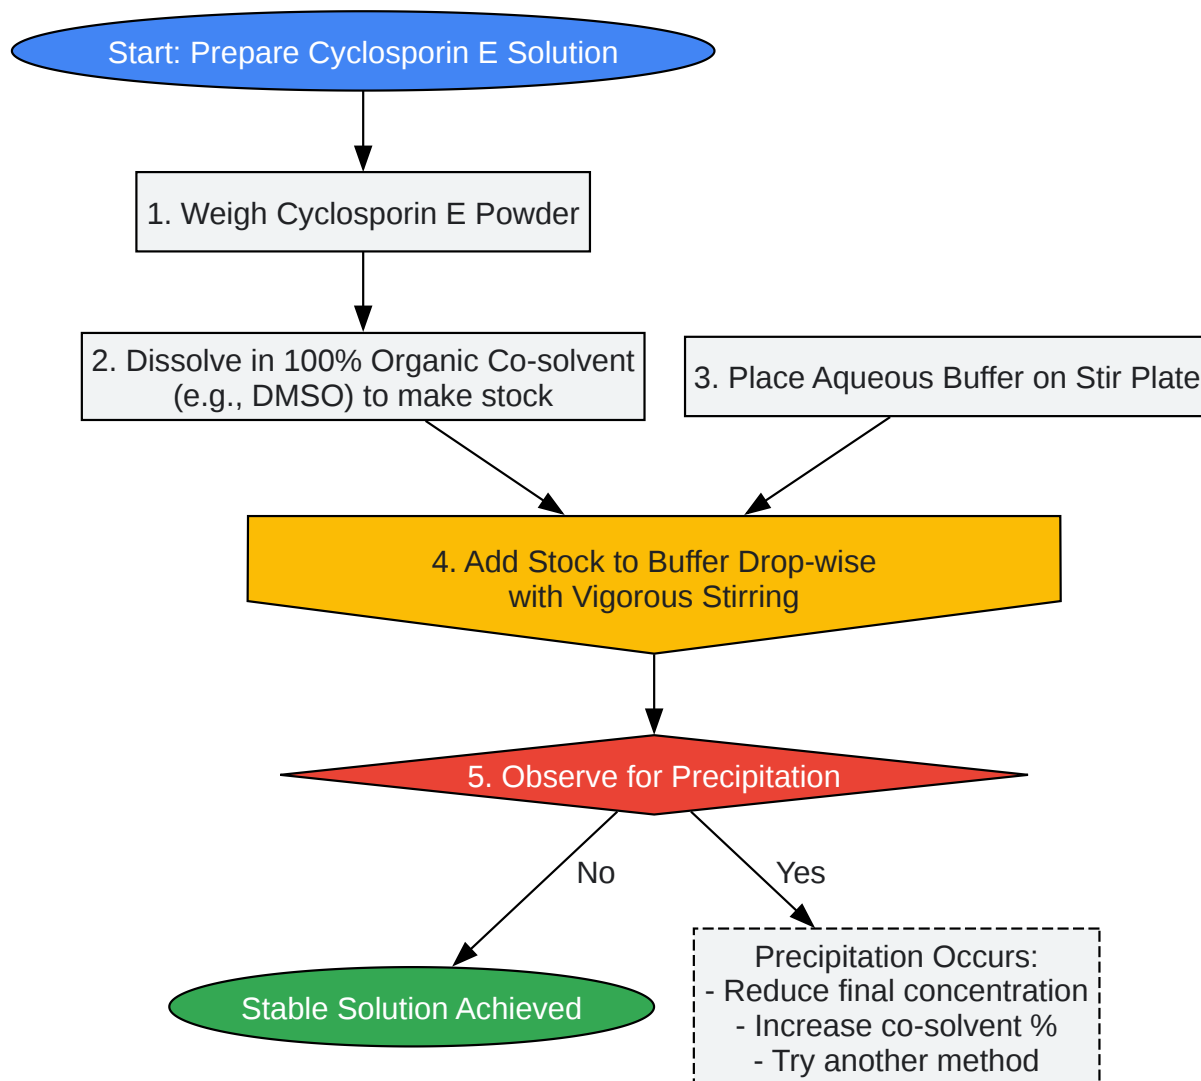 Start: Prepare Cyclosporin E Solution
1. Weigh Cyclosporin E Powder
2. Dissolve in 100% Organic Co-solvent
(e.g., DMSO) to make stock
3. Place Aqueous Buffer on Stir Plate
4. Add Stock to Buffer Drop-wise
with Vigorous Stirring
5. Observe for Precipitation
No
Yes
Stable Solution Achieved
Precipitation Occurs:
- Reduce final concentration
- Increase co-solvent %
- Try another method